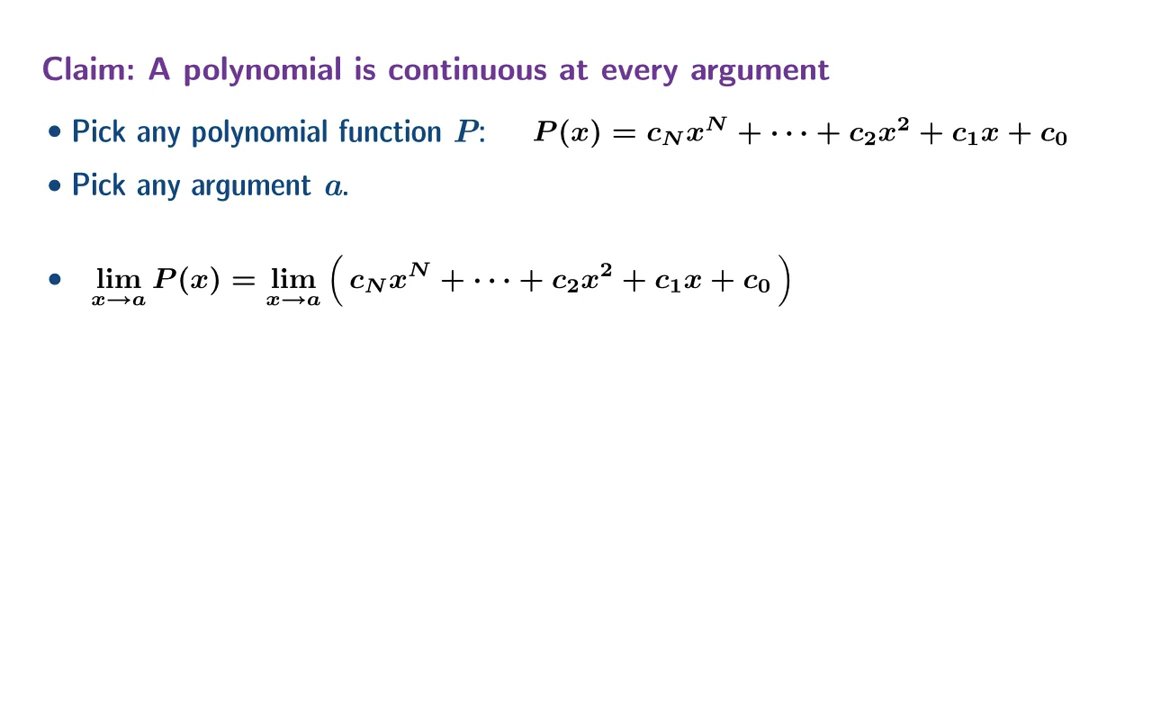 Claim: A polynomial is continuous at every argument
• Pick any polynomial function P: P(x) = c_N x^N + ⋯ + c_2 x^2 + c_1 x + c_0
• Pick any argument a.
• lim_{x→a} P(x) = lim_{x→a} ( c_N x^N + ⋯ + c_2 x^2 + c_1 x + c_0 )